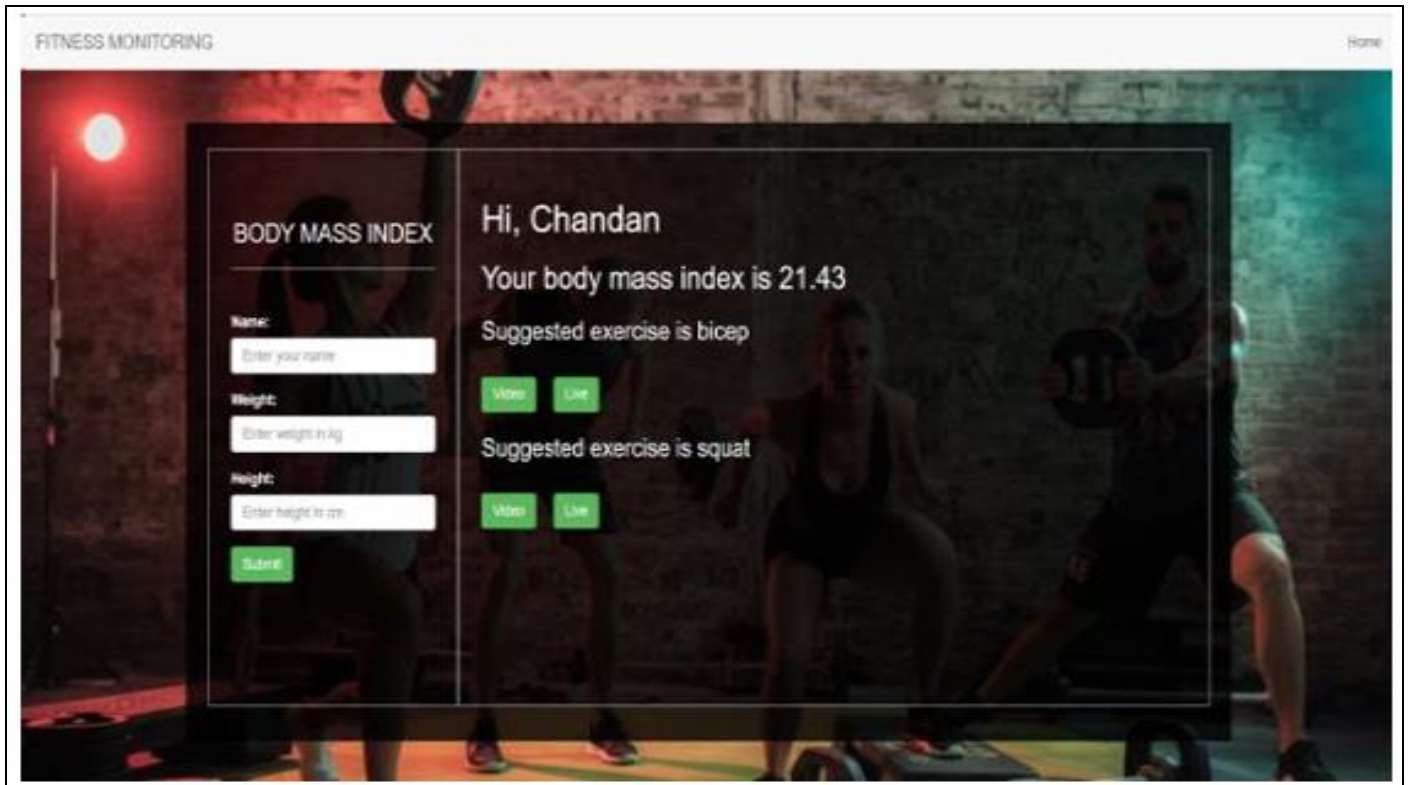 FITNESS MONITORING
Home
BODY MASS INDEX
Name:
Enter your name
Weight:
Enter weight in kg
Height:
Enter height in cm
Submit
Hi, Chandan
Your body mass index is 21.43
Suggested exercise is bicep
Video Live
Suggested exercise is squat
Video Live